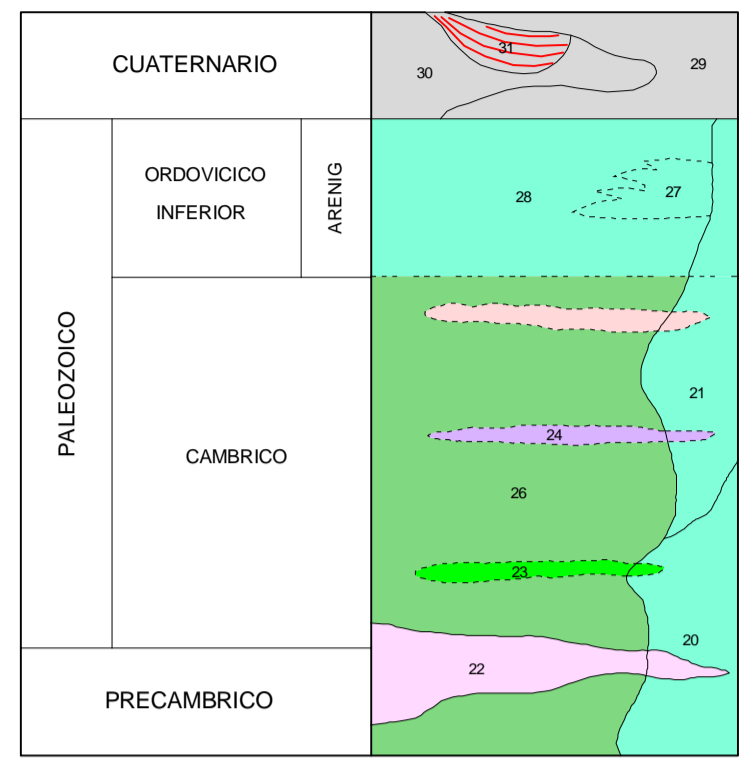 CUATERNARIO
31
30
29
ORDOVICICO
INFERIOR
ARENIG
28
27
PALEOZOICO
CAMBRICO
21
24
26
23
20
22
PRECAMBRICO